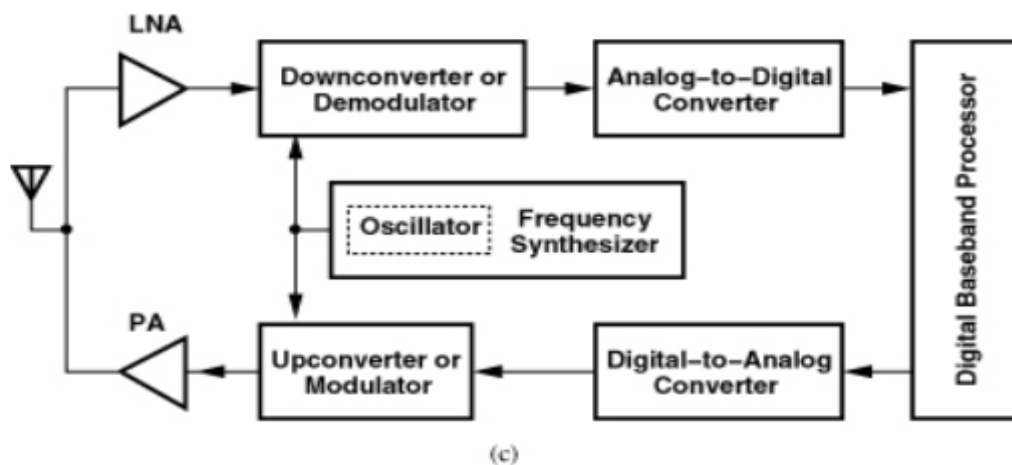 LNA
Downconverter or
Demodulator
Analog–to–Digital
Converter
Digital Baseband Processor
Oscillator
Frequency
Synthesizer
PA
Upconverter or
Modulator
Digital–to–Analog
Converter
(c)